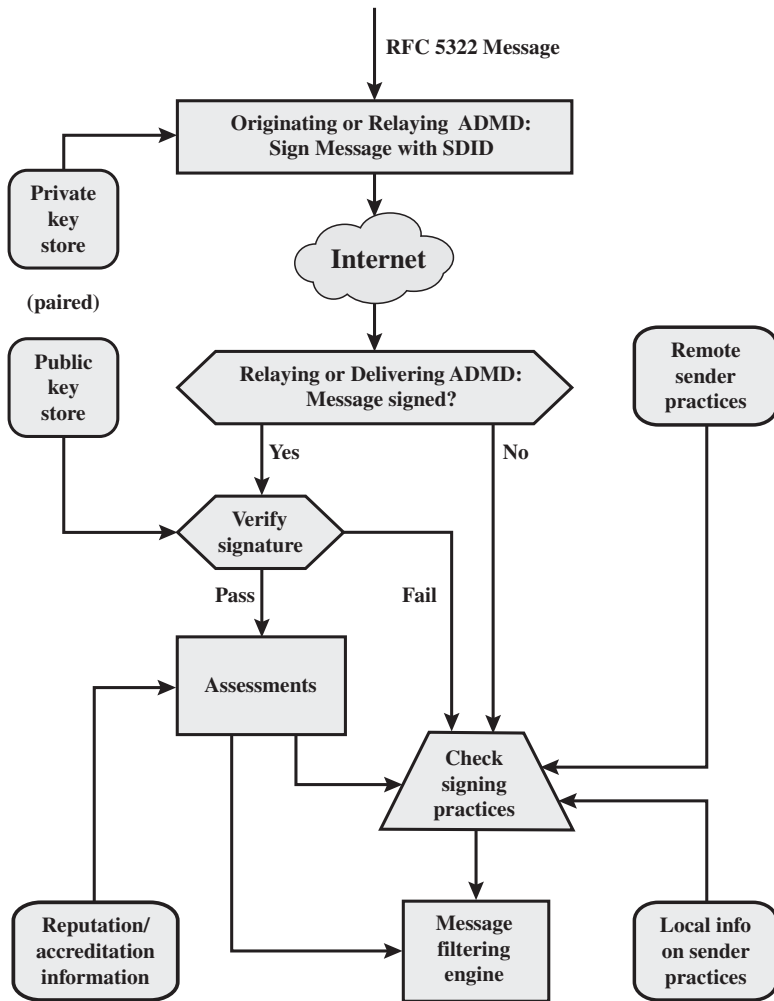 RFC 5322 Message
Originating or Relaying ADMD:
Sign Message with SDID
Private
key
store
Internet
(paired)
Public
key
store
Relaying or Delivering ADMD:
Message signed?
Remote
sender
practices
Yes
No
Verify
signature
Pass
Fail
Assessments
Check
signing
practices
Reputation/
accreditation
information
Message
filtering
engine
Local info
on sender
practices